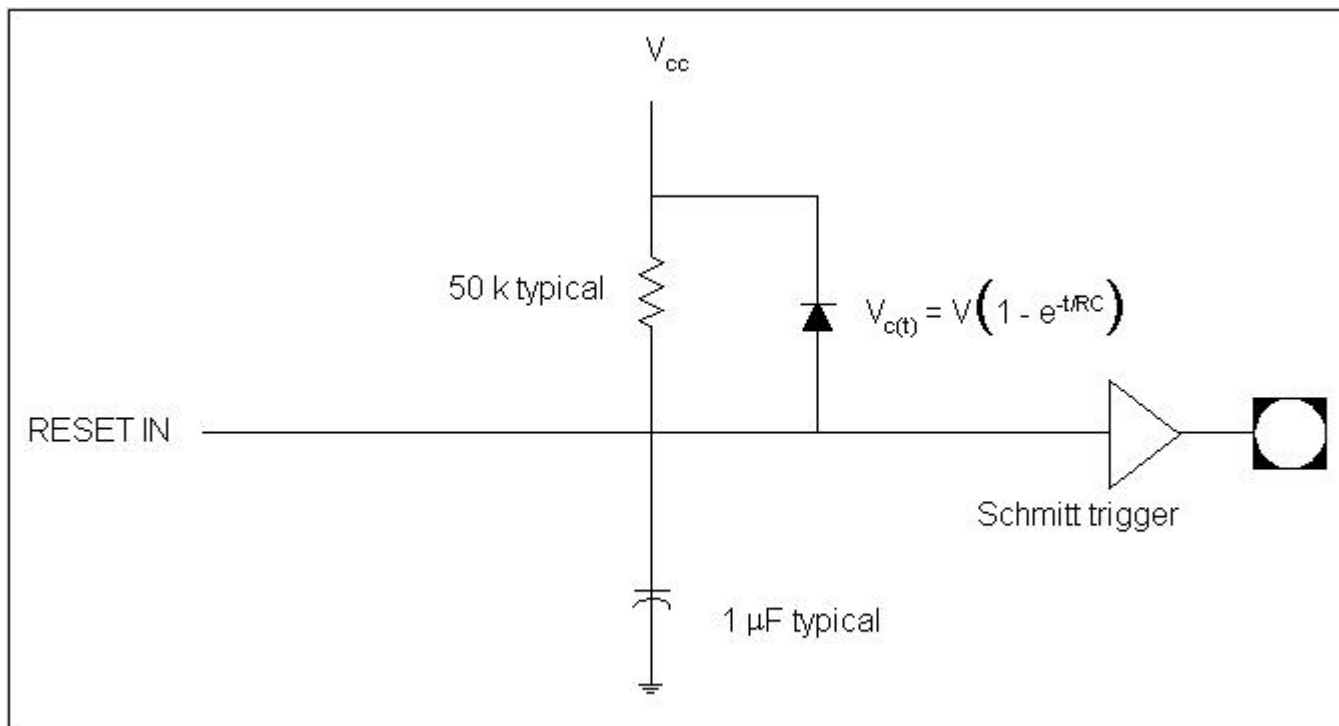 Vcc
50 k typical
Vc(t) = V(1 - e-t/RC)
RESET IN
Schmitt trigger
1 µF typical